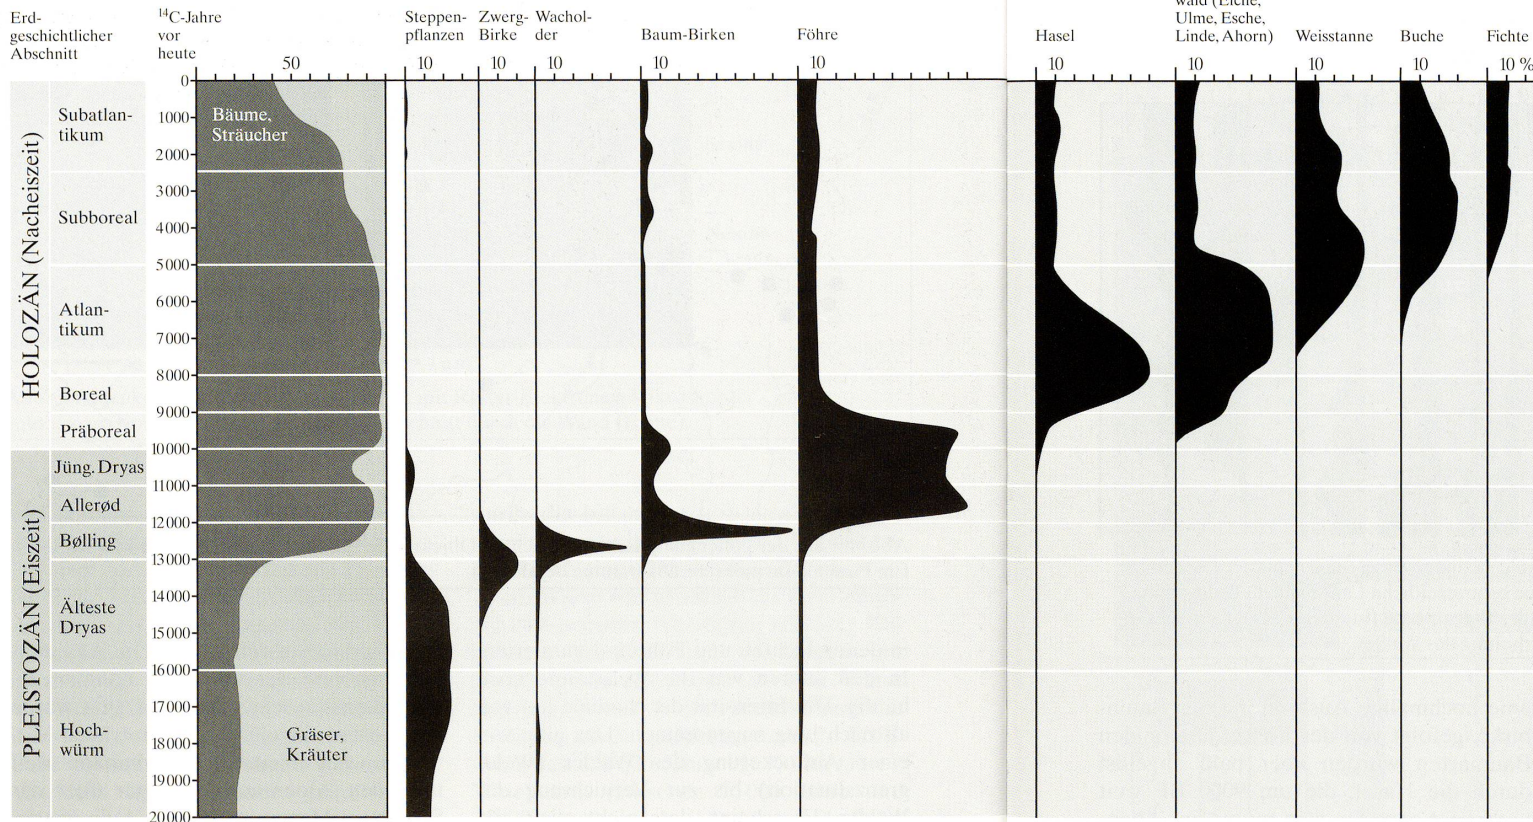 Erd-
geschichtlicher
Abschnitt
14C-Jahre
vor
heute
50
Steppen-
pflanzen
10
Zwerg-
Birke
10
Wachol-
der
10
Baum-Birken
10
Föhre
10
Hasel
10
wald (Eiche,
Ulme, Esche,
Linde, Ahorn)
10
Weisstanne
10
Buche
10
Fichte
10 %
HOLOZÄN (Nacheiszeit)
PLEISTOZÄN (Eiszeit)
Subatlan-
tikum
Subboreal
Atlan-
tikum
Boreal
Präboreal
Jüng. Dryas
Allerød
Bølling
Älteste
Dryas
Hoch-
würm
0
1000
2000
3000
4000
5000
6000
7000
8000
9000
10000
11000
12000
13000
14000
15000
16000
17000
18000
19000
20000
Bäume,
Sträucher
Gräser,
Kräuter